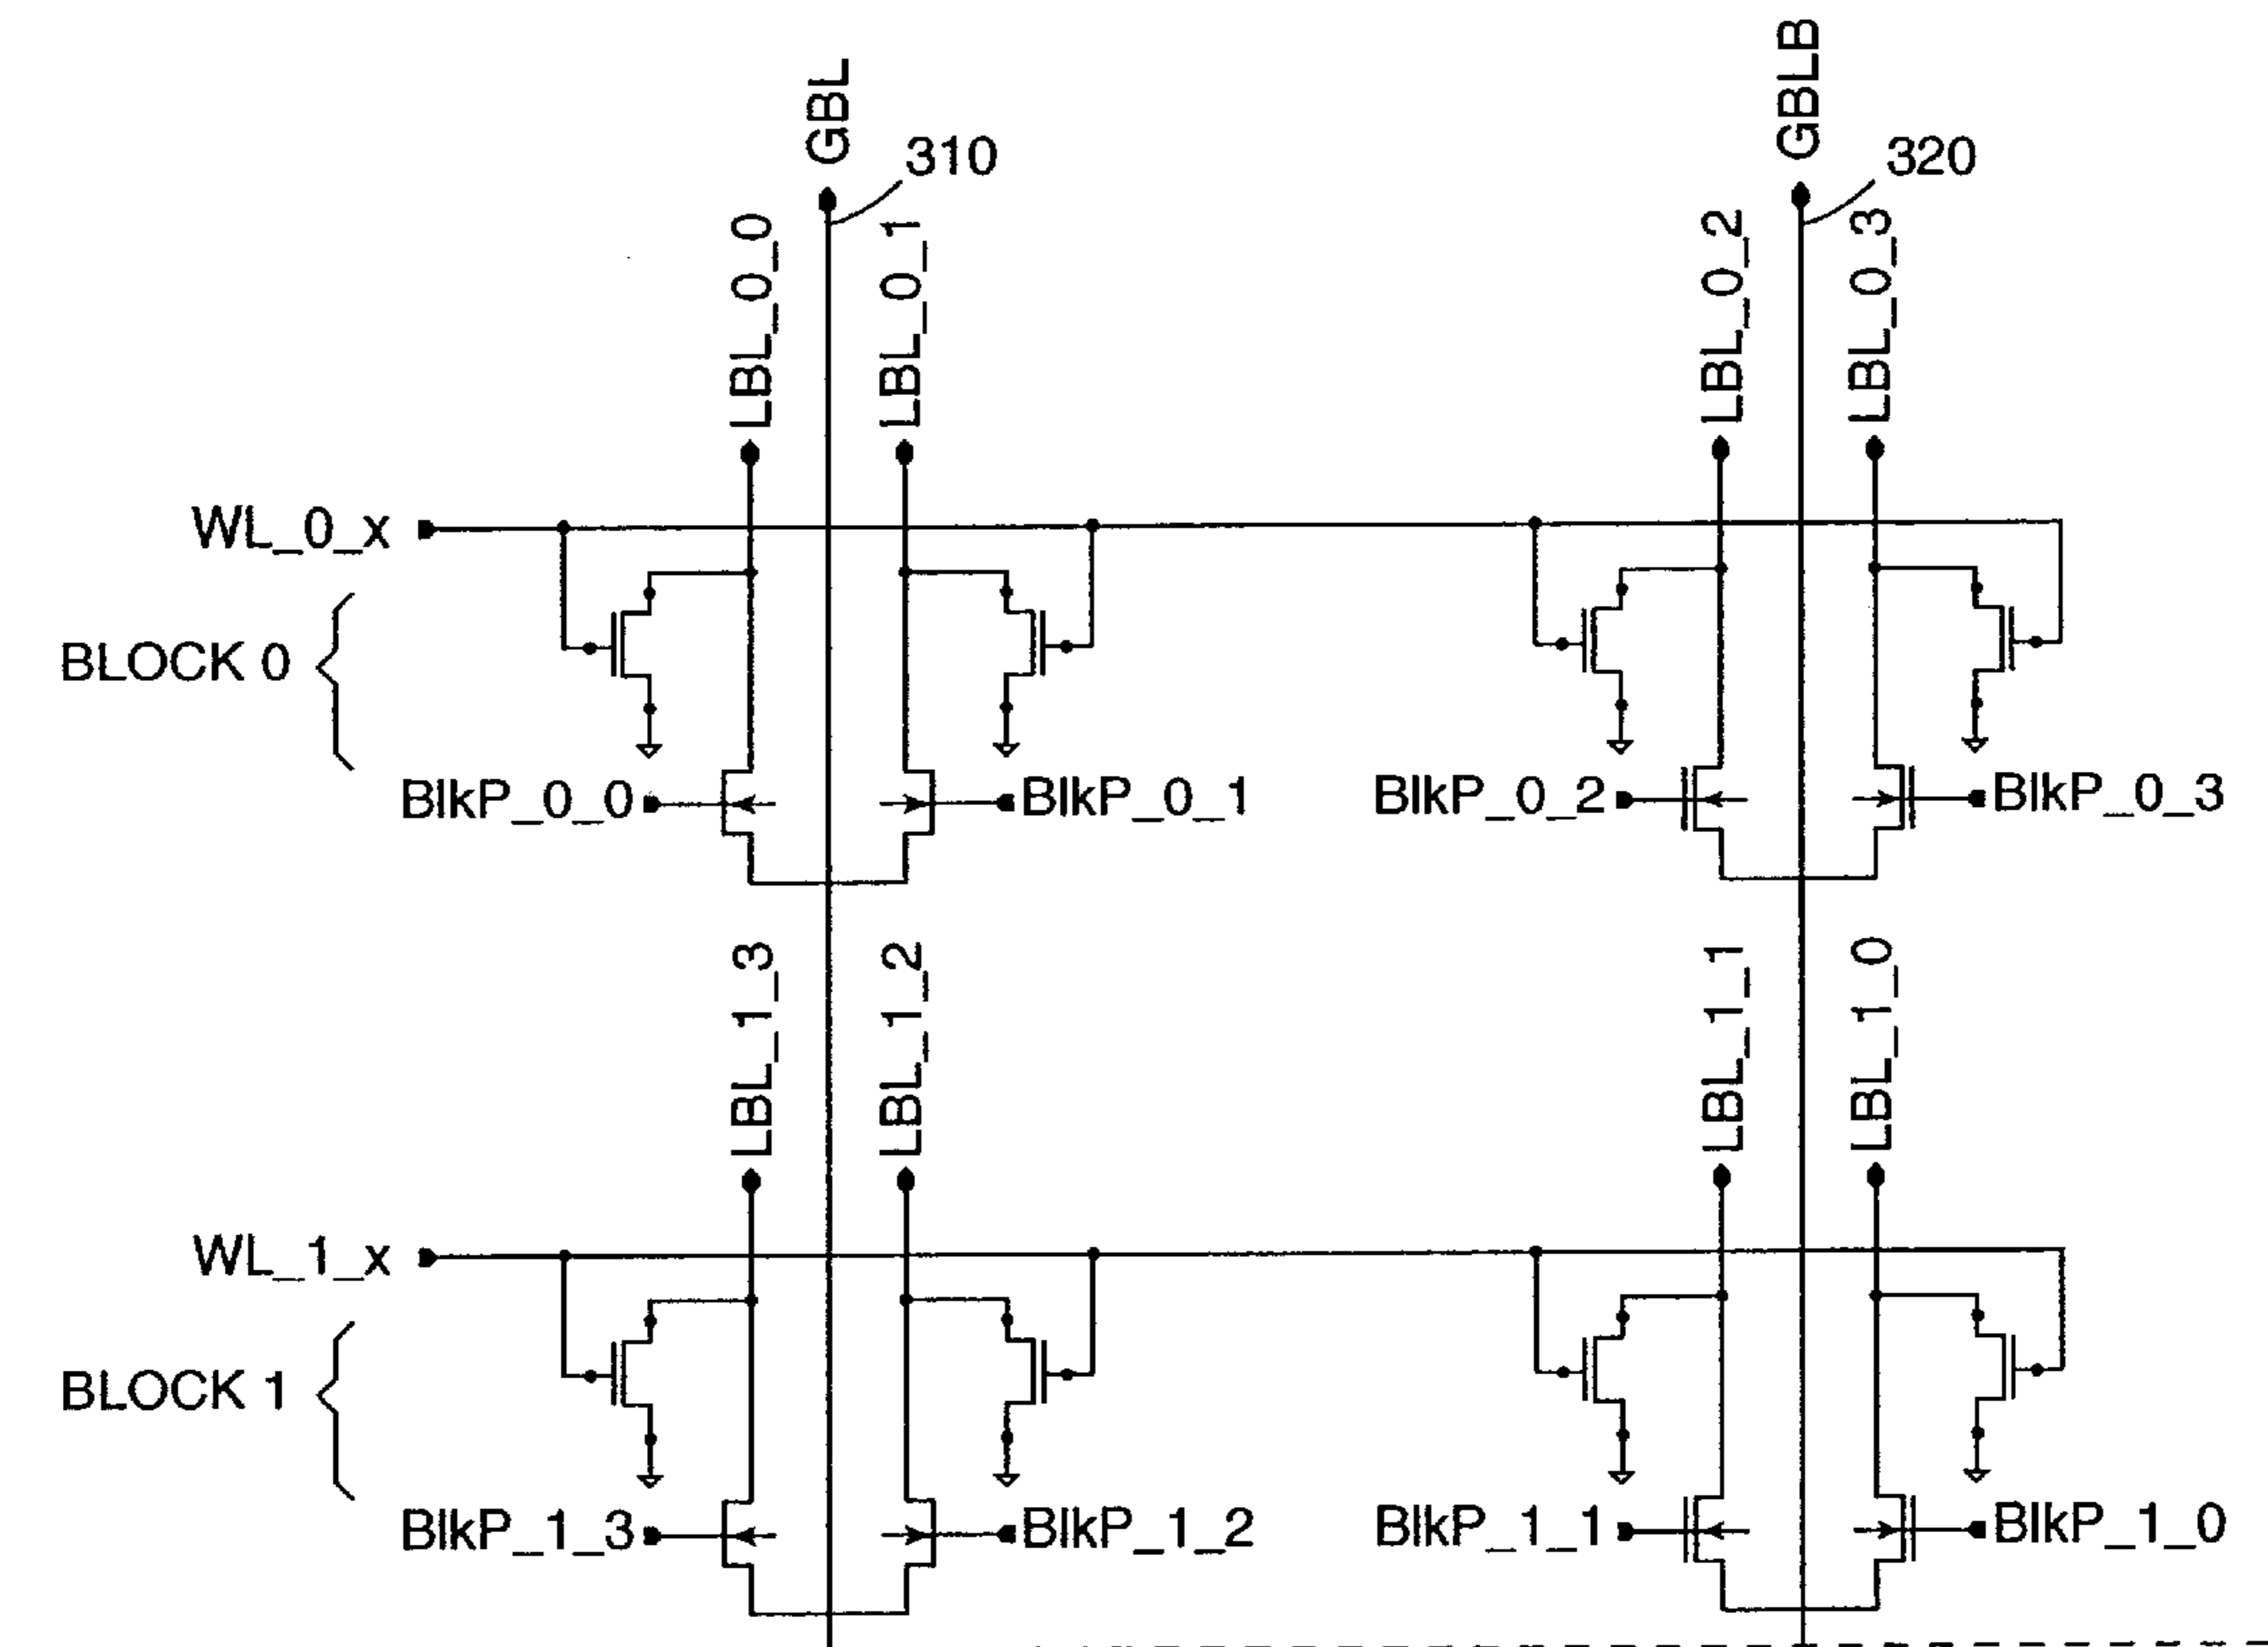 GBL
GBLB
310
320
LBL_0_0
LBL_0_1
LBL_0_2
LBL_0_3
WL_0_x
BLOCK 0
BlkP_0_0
BlkP_0_1
BlkP_0_2
BlkP_0_3
LBL_1_3
LBL_1_2
LBL_1_1
LBL_1_0
WL_1_x
BLOCK 1
BlkP_1_3
BlkP_1_2
BlkP_1_1
BlkP_1_0